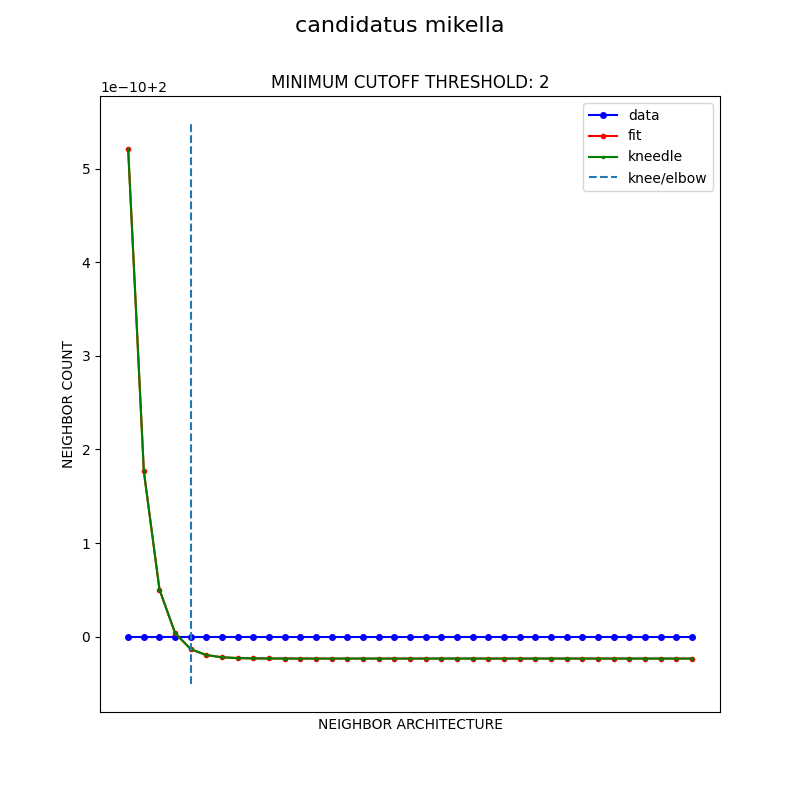 candidatus mikella
MINIMUM CUTOFF THRESHOLD: 2
1e−10+2
data
fit
kneedle
knee/elbow
5
4
3
2
1
0
NEIGHBOR COUNT
NEIGHBOR ARCHITECTURE